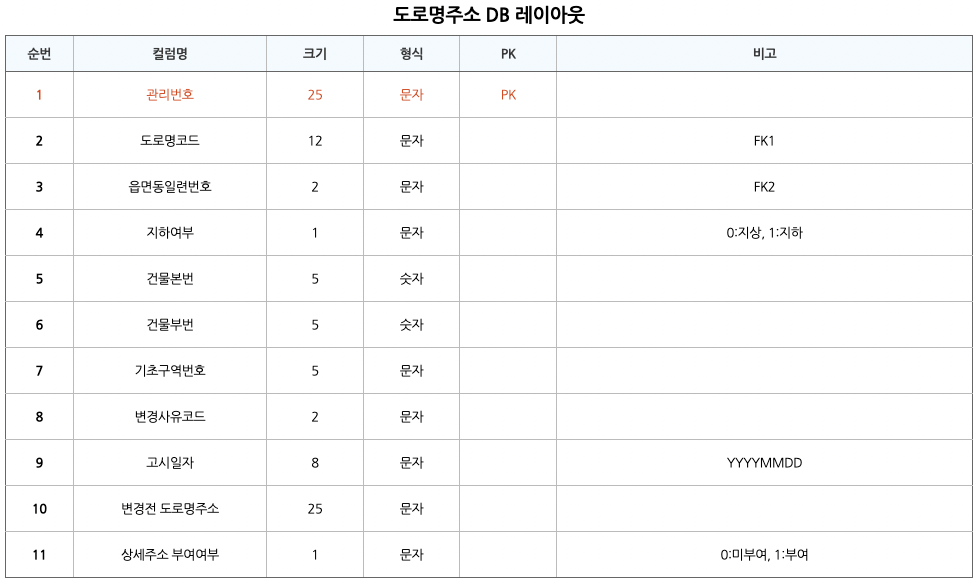 도로명주소 DB 레이아웃
순번 컬럼명 크기 형식 PK 비고
1 관리번호 25 문자 PK
2 도로명코드 12 문자 FK1
3 읍면동일련번호 2 문자 FK2
4 지하여부 1 문자 0:지상, 1:지하
5 건물본번 5 숫자
6 건물부번 5 숫자
7 기초구역번호 5 문자
8 변경사유코드 2 문자
9 고시일자 8 문자 YYYYMMDD
10 변경전 도로명주소 25 문자
11 상세주소 부여여부 1 문자 0:미부여, 1:부여